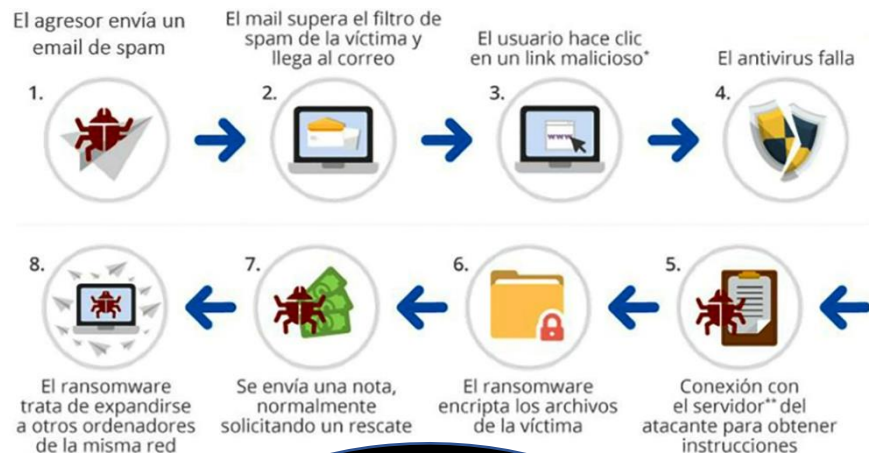 El agresor envía un
email de spam
El mail supera el filtro de
spam de la víctima y
llega al correo
El usuario hace clic
en un link malicioso*
El antivirus falla
1.
2.
3.
4.
www
8.
7.
6.
5.
El ransomware
trata de expandirse
a otros ordenadores
de la misma red
Se envía una nota,
normalmente
solicitando un rescate
El ransomware
encripta los archivos
de la víctima
Conexión con
el servidor** del
atacante para obtener
instrucciones